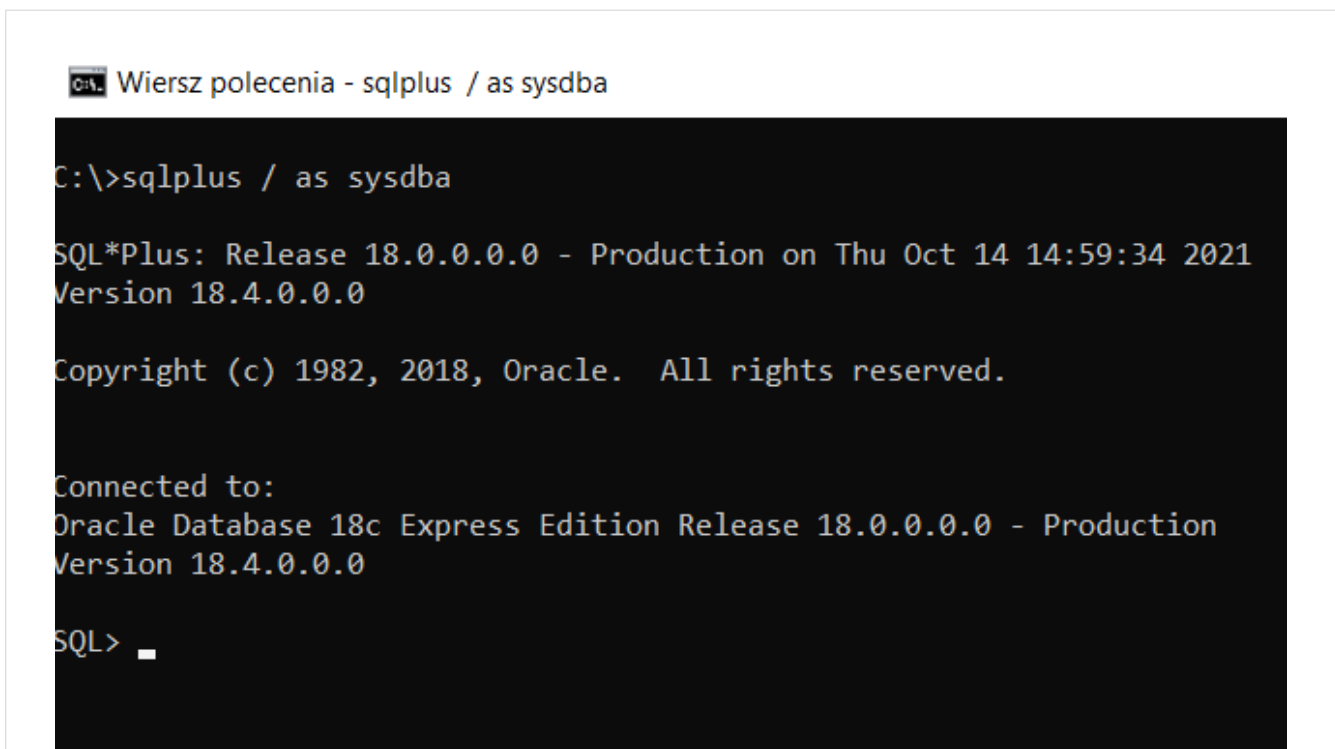 Wiersz polecenia - sqlplus  / as sysdba
C:\>sqlplus / as sysdba
SQL*Plus: Release 18.0.0.0.0 - Production on Thu Oct 14 14:59:34 2021
Version 18.4.0.0.0
Copyright (c) 1982, 2018, Oracle.  All rights reserved.
Connected to:
Oracle Database 18c Express Edition Release 18.0.0.0.0 - Production
Version 18.4.0.0.0
SQL>